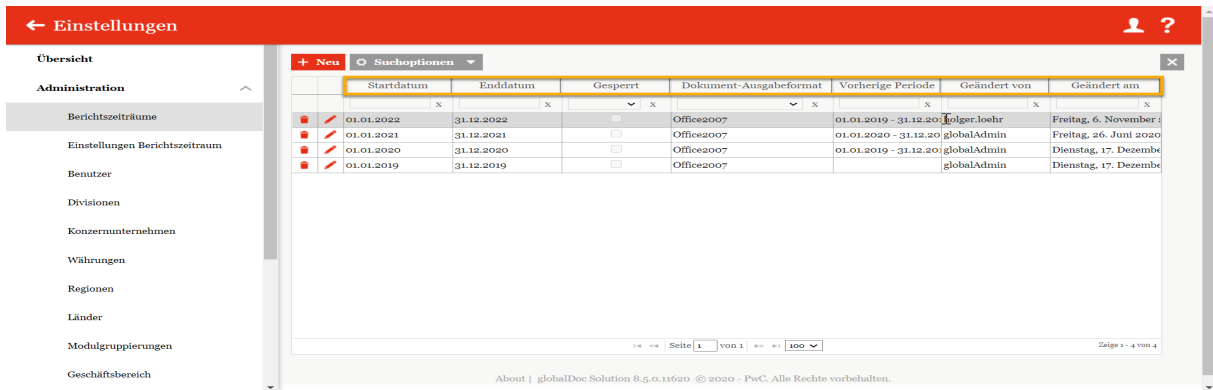 Einstellungen ?
Übersicht
Administration
Berichtszeiträume
Einstellungen Berichtszeitraum
Benutzer
Divisionen
Konzernunternehmen
Währungen
Regionen
Länder
Modulgruppierungen
Geschäftsbereich
+ Neu Suchoptionen
Startdatum Enddatum Gesperrt Dokument-Ausgabeformat Vorherige Periode Geändert von Geändert am
X X X X X X X
01.01.2022 31.12.2022 Office2007 01.01.2019 - 31.12.201 holger.loehr Freitag, 6. November
01.01.2021 31.12.2021 Office2007 01.01.2020 - 31.12.20 globalAdmin Freitag, 26. Juni 2020
01.01.2020 31.12.2020 Office2007 01.01.2019 - 31.12.201 globalAdmin Dienstag, 17. Dezembe
01.01.2019 31.12.2019 Office2007 globalAdmin Dienstag, 17. Dezembe
Seite 1 von 1 100 Zeige 1 - 4 von 4
About | globalDoc Solution 8.5.0.11620 © 2020 - PwC. Alle Rechte vorbehalten.